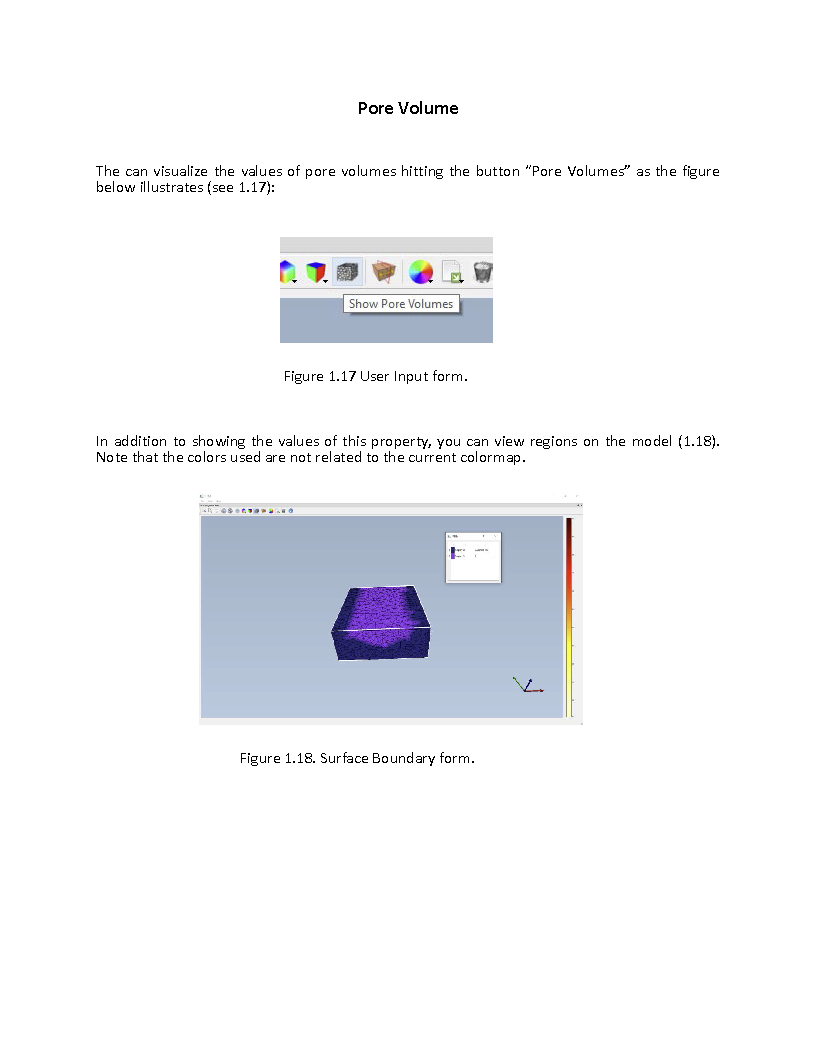 Pore Volume
The can visualize the values of pore volumes hitting the button “Pore Volumes” as the figure
below illustrates (see 1.17):
Show Pore Volumes
Figure 1.17 User Input form.
In addition to showing the values of this property, you can view regions on the model (1.18).
Note that the colors used are not related to the current colormap.
Figure 1.18. Surface Boundary form.